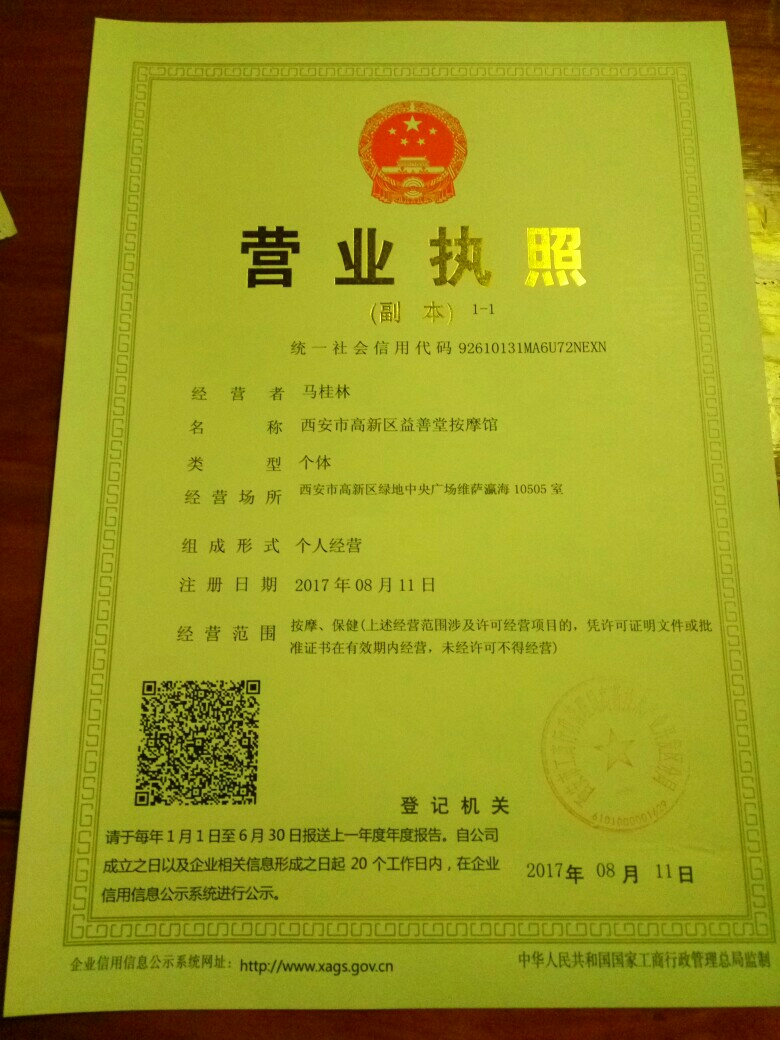 营业执照
(副 本) 1-1
统一社会信用代码 92610131MA6U72NEXN
经营者 马桂林
名称 西安市高新区益善堂按摩馆
类型 个体
经营场所 西安市高新区绿地中央广场维萨瀛海 10505 室
组成形式 个人经营
注册日期 2017 年 08 月 11 日
经营范围 按摩、保健(上述经营范围涉及许可经营项目的，凭许可证明文件或批
准证书在有效期内经营，未经许可不得经营)
登记机关
请于每年 1 月 1 日至 6 月 30 日报送上一年度年度报告。自公司
成立之日以及企业相关信息形成之日起 20 个工作日内，在企业
信用信息公示系统进行公示。
2017 年 08 月 11 日
企业信用信息公示系统网址：http://www.xags.gov.cn
中华人民共和国国家工商行政管理总局监制